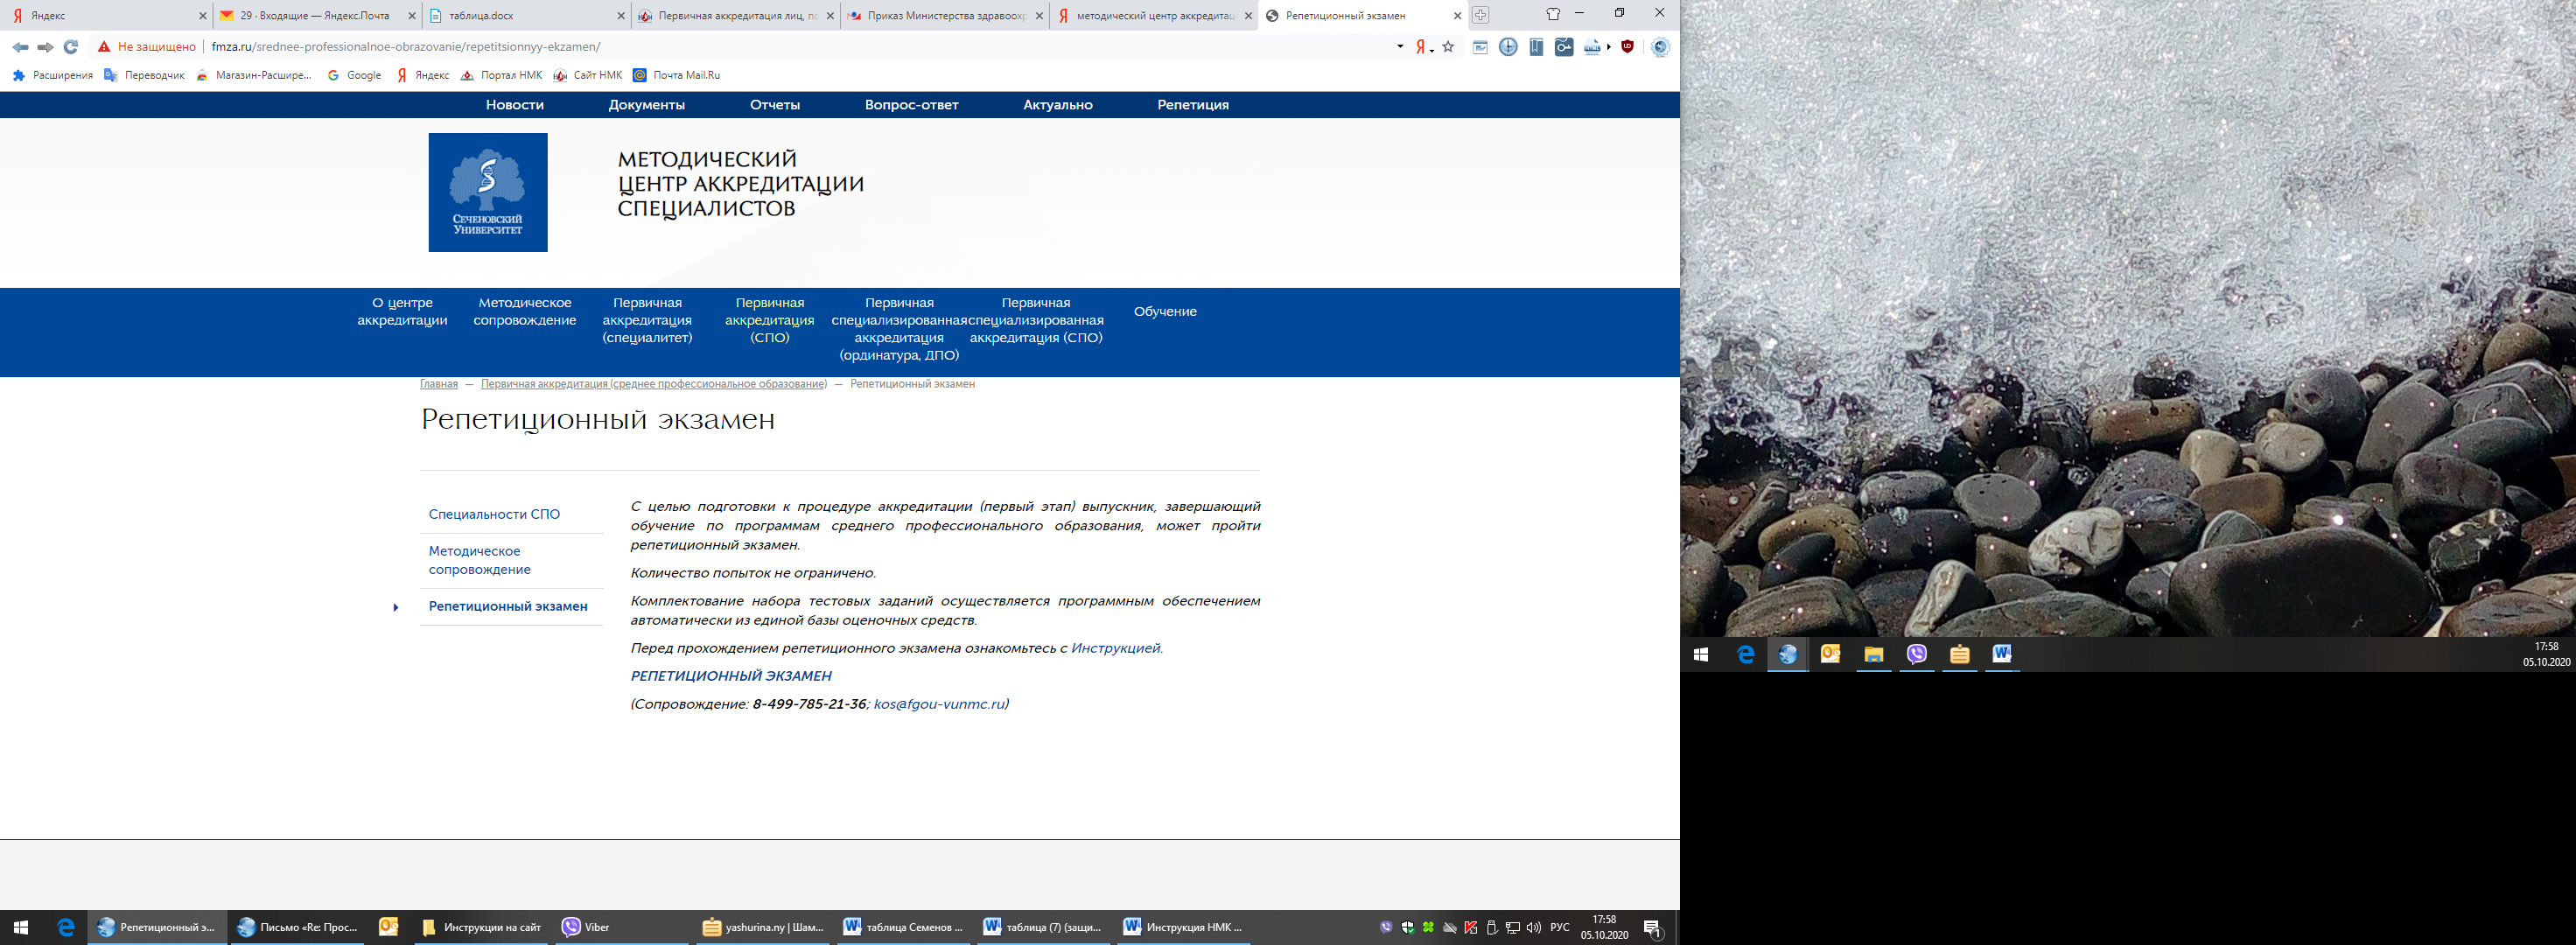 Яндекс
29 · Входящие — Яндекс.Почта
таблица.docx
Первичная аккредитация лиц, по
Приказ Министерства здравоохр
методический центр аккредитац
Репетиционный экзамен
Не защищено
fmza.ru/srednee-professionalnoe-obrazovanie/repetitsionnyy-ekzamen/
Расширения
Переводчик
Магазин-Расшире...
Google
Яндекс
Портал НМК
Сайт НМК
Почта Mail.Ru
Новости
Документы
Отчеты
Вопрос-ответ
Актуально
Репетиция
Сеченовский
Университет
МЕТОДИЧЕСКИЙ
ЦЕНТР АККРЕДИТАЦИИ
СПЕЦИАЛИСТОВ
О центре
аккредитации
Методическое
сопровождение
Первичная
аккредитация
(специалитет)
Первичная
аккредитация
(СПО)
Первичная
специализированная
аккредитация
(ординатура, ДПО)
Первичная
специализированная
аккредитация (СПО)
Обучение
Главная — Первичная аккредитация (среднее профессиональное образование) — Репетиционный экзамен
Репетиционный экзамен
Специальности СПО
Методическое
сопровождение
Репетиционный экзамен
С целью подготовки к процедуре аккредитации (первый этап) выпускник, завершающий
обучение по программам среднего профессионального образования, может пройти
репетиционный экзамен.
Количество попыток не ограничено.
Комплектование набора тестовых заданий осуществляется программным обеспечением
автоматически из единой базы оценочных средств.
Перед прохождением репетиционного экзамена ознакомьтесь с Инструкцией.
РЕПЕТИЦИОННЫЙ ЭКЗАМЕН
(Сопровождение: 8-499-785-21-36; kos@fgou-vunmc.ru)
Репетиционный э...
Письмо «Re: Прос...
Инструкции на сайт
Viber
yashurina.ny | Шам...
таблица Семенов ...
таблица (7) (защи...
Инструкция НМК ...
РУС
17:58
05.10.2020
1
17:58
05.10.2020